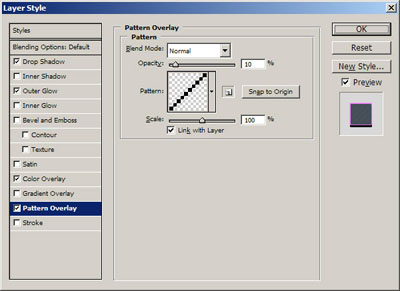 Layer Style
Styles
Blending Options: Default
Drop Shadow
Inner Shadow
Outer Glow
Inner Glow
Bevel and Emboss
Contour
Texture
Satin
Color Overlay
Gradient Overlay
Pattern Overlay
Stroke
Pattern Overlay
Pattern
Blend Mode: Normal
Opacity: 10 %
Pattern: Snap to Origin
Scale: 100 %
Link with Layer
OK
Reset
New Style...
Preview